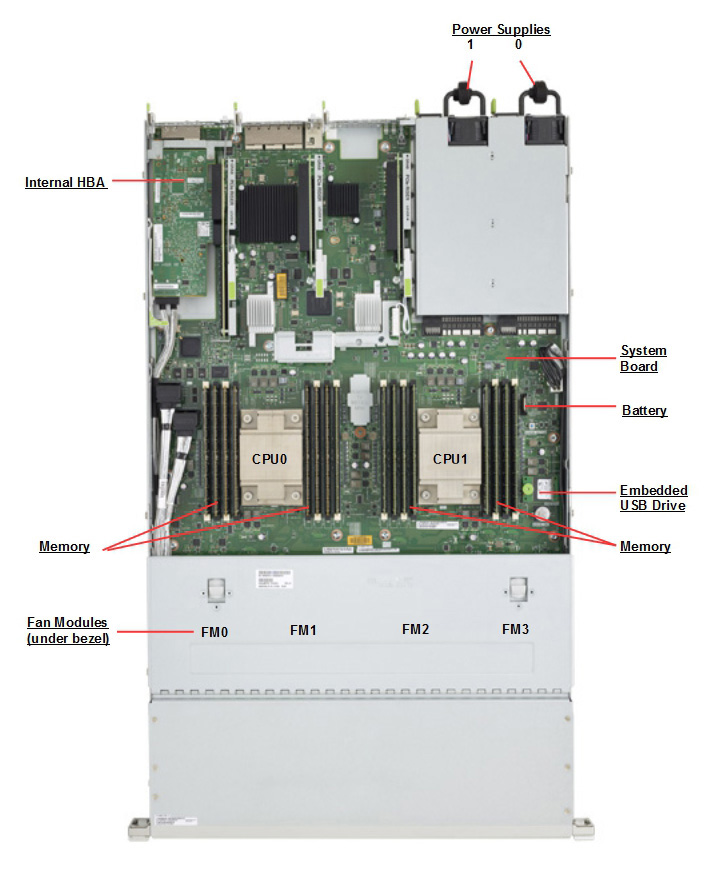 Power Supplies
1 0
Internal HBA
System
Board
Battery
CPU0 CPU1
Embedded
USB Drive
Memory Memory
Fan Modules
(under bezel)
FM0 FM1 FM2 FM3